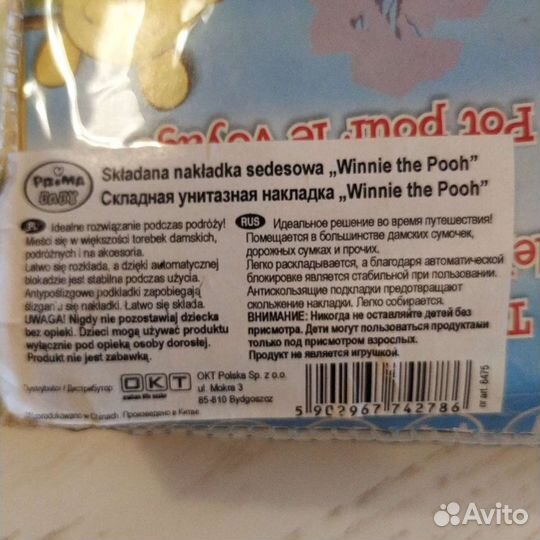 Pot pour le Voyag
PRIMA
BABY
Składana nakładka sedesowa „Winnie the Pooh”
Складная унитазная накладка „Winnie the Pooh”
PL Idealne rozwiązanie podczas podróży!
Mieści się w większości torebek damskich,
podróżnych i na akcesoria.
Łatwo się rozkłada, a dzięki automatycznej
blokadzie jest stabilna podczas użycia.
Antypoślizgowe podkładki zapobiegają
ślizganiu się nakładki. Łatwo się składa.
UWAGA! Nigdy nie pozostawiaj dziecka
bez opieki. Dzieci mogą używać produktu
wyłącznie pod opieką osoby dorosłej.
Produkt nie jest zabawką.
RUS Идеальное решение во время путешествия!
Помещается в большинстве дамских сумочек,
дорожных сумках и прочих.
Легко раскладывается, а благодаря автоматической
блокировке является стабильной при пользовании.
Антискользящие подкладки предотвращают
скольжение накладки. Легко собирается.
ВНИМАНИЕ: Никогда не оставляйте детей без
присмотра. Дети могут пользоваться продуктами
только под присмотром взрослых.
Продукт не является игрушкой.
Dystrybutor / Дистрибутор
OKT
OKT Polska Sp. z o.o.
ul. Mokra 3
85-810 Bydgoszcz
5 902967 742786
nr art. 8475
Wyprodukowano w Chinach Произведено в Китае
Avito